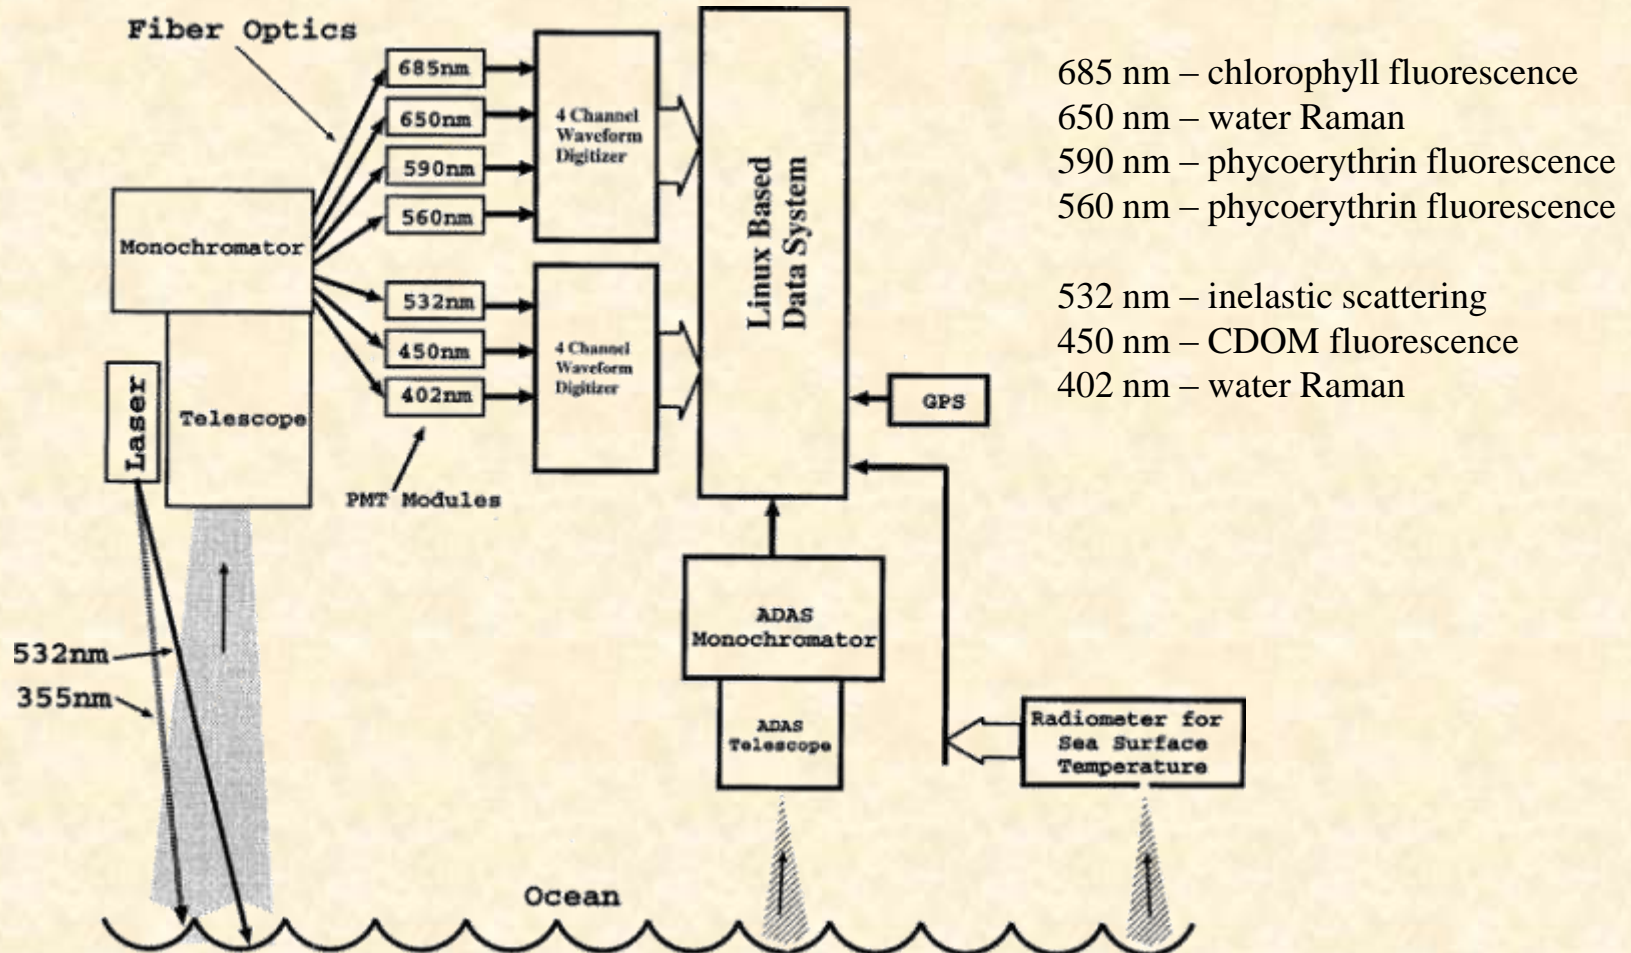 Fiber Optics
685nm
650nm
590nm
560nm
4 Channel
Waveform
Digitizer
Monochromator
532nm
450nm
402nm
4 Channel
Waveform
Digitizer
Linux Based
Data System
Laser
Telescope
PMT Modules
GPS
ADAS
Monochromator
ADAS
Telescope
Radiometer for
Sea Surface
Temperature
532nm
355nm
Ocean
685 nm – chlorophyll fluorescence
650 nm – water Raman
590 nm – phycoerythrin fluorescence
560 nm – phycoerythrin fluorescence
532 nm – inelastic scattering
450 nm – CDOM fluorescence
402 nm – water Raman